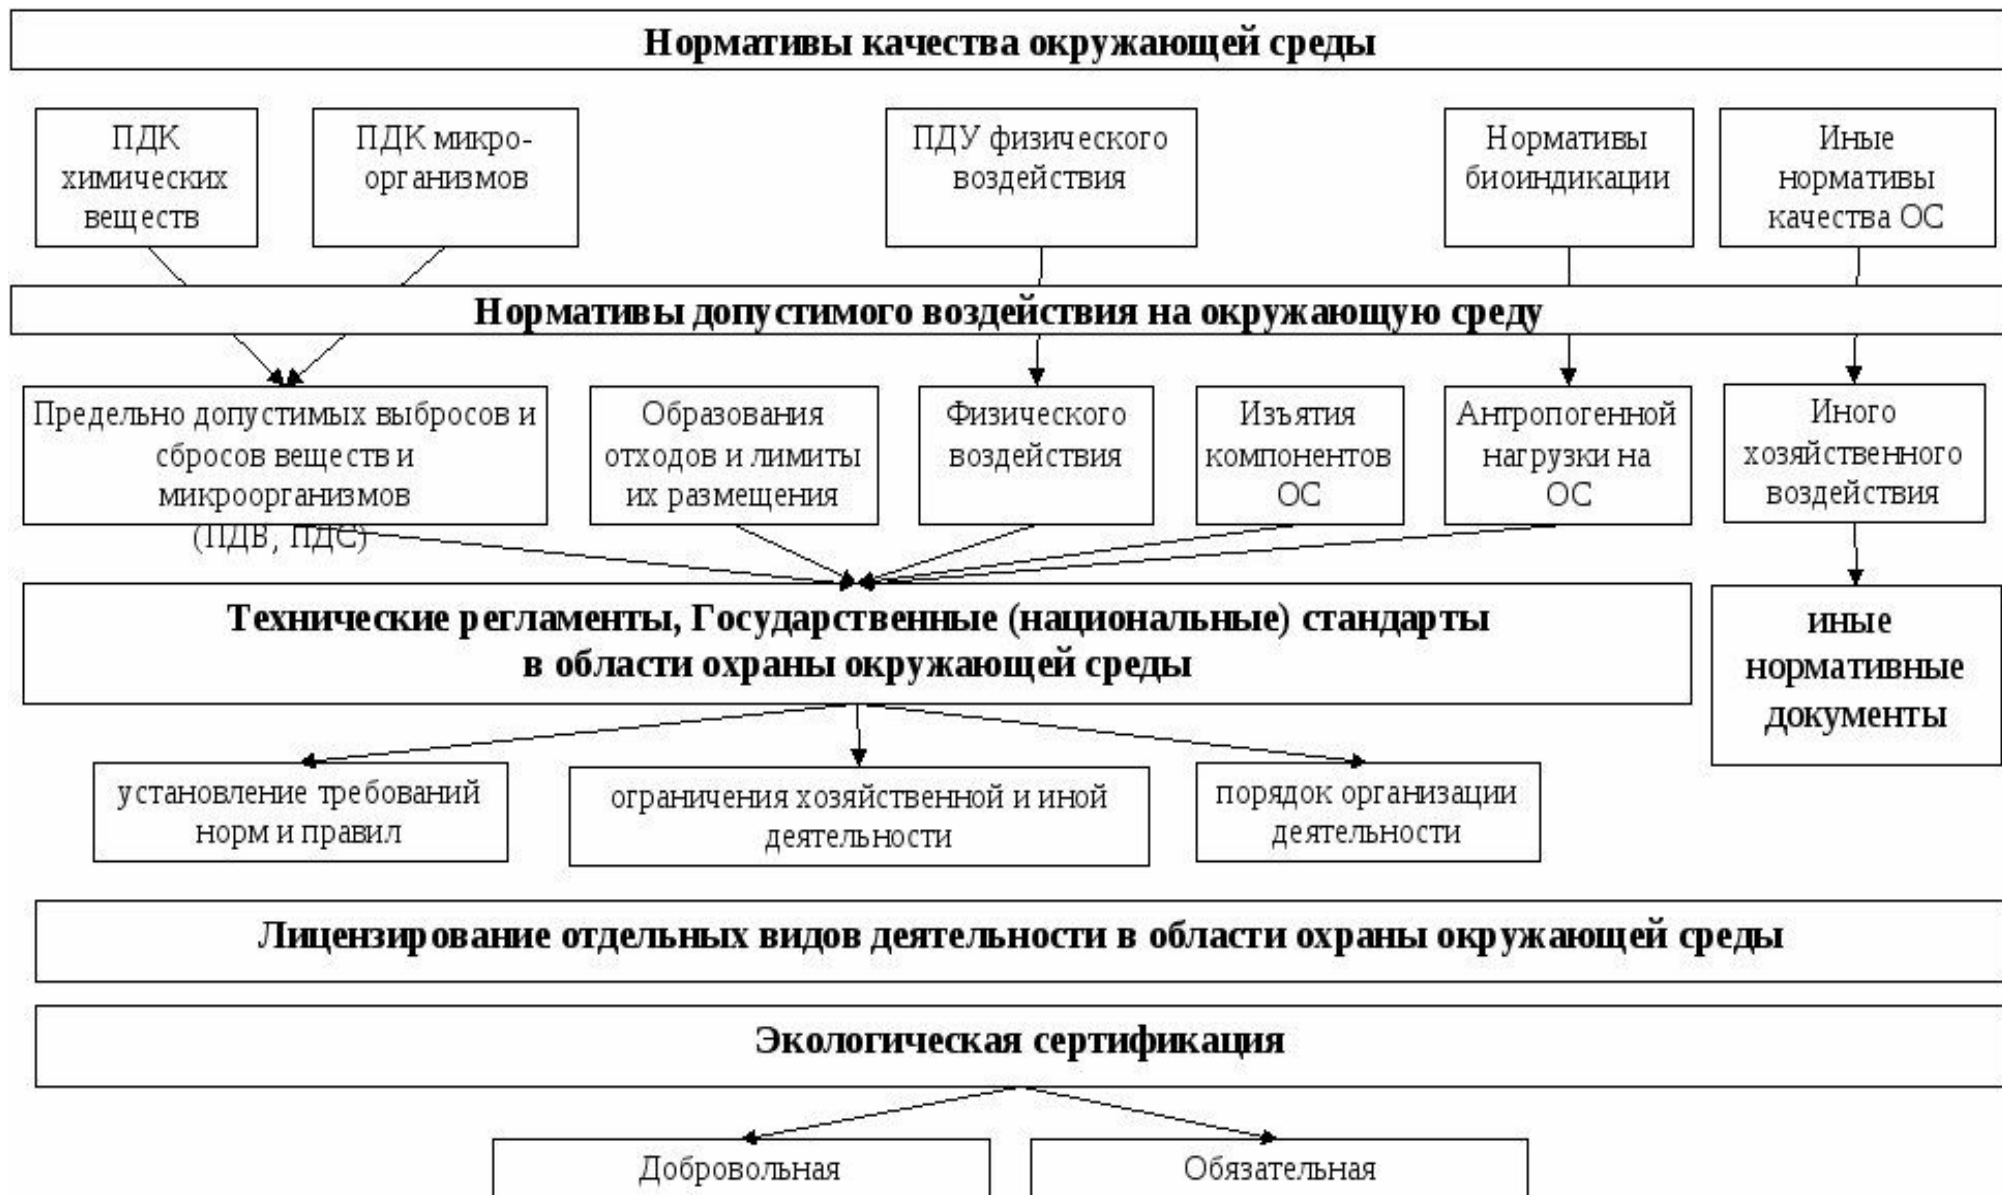 Нормативы качества окружающей среды
ПДК
химических
веществ
ПДК микро-
организмов
ПДУ физического
воздействия
Нормативы
биоиндикации
Иные
нормативы
качества ОС
Нормативы допустимого воздействия на окружающую среду
Предельно допустимых выбросов и
сбросов веществ и
микроорганизмов
(ПДВ, ПДС)
Образования
отходов и лимиты
их размещения
Физического
воздействия
Изъятия
компонентов
ОС
Антропогенной
нагрузки на
ОС
Иного
хозяйственного
воздействия
Технические регламенты, Государственные (национальные) стандарты
в области охраны окружающей среды
иные
нормативные
документы
установление требований
норм и правил
ограничения хозяйственной и иной
деятельности
порядок организации
деятельности
Лицензирование отдельных видов деятельности в области охраны окружающей среды
Экологическая сертификация
Добровольная
Обязательная